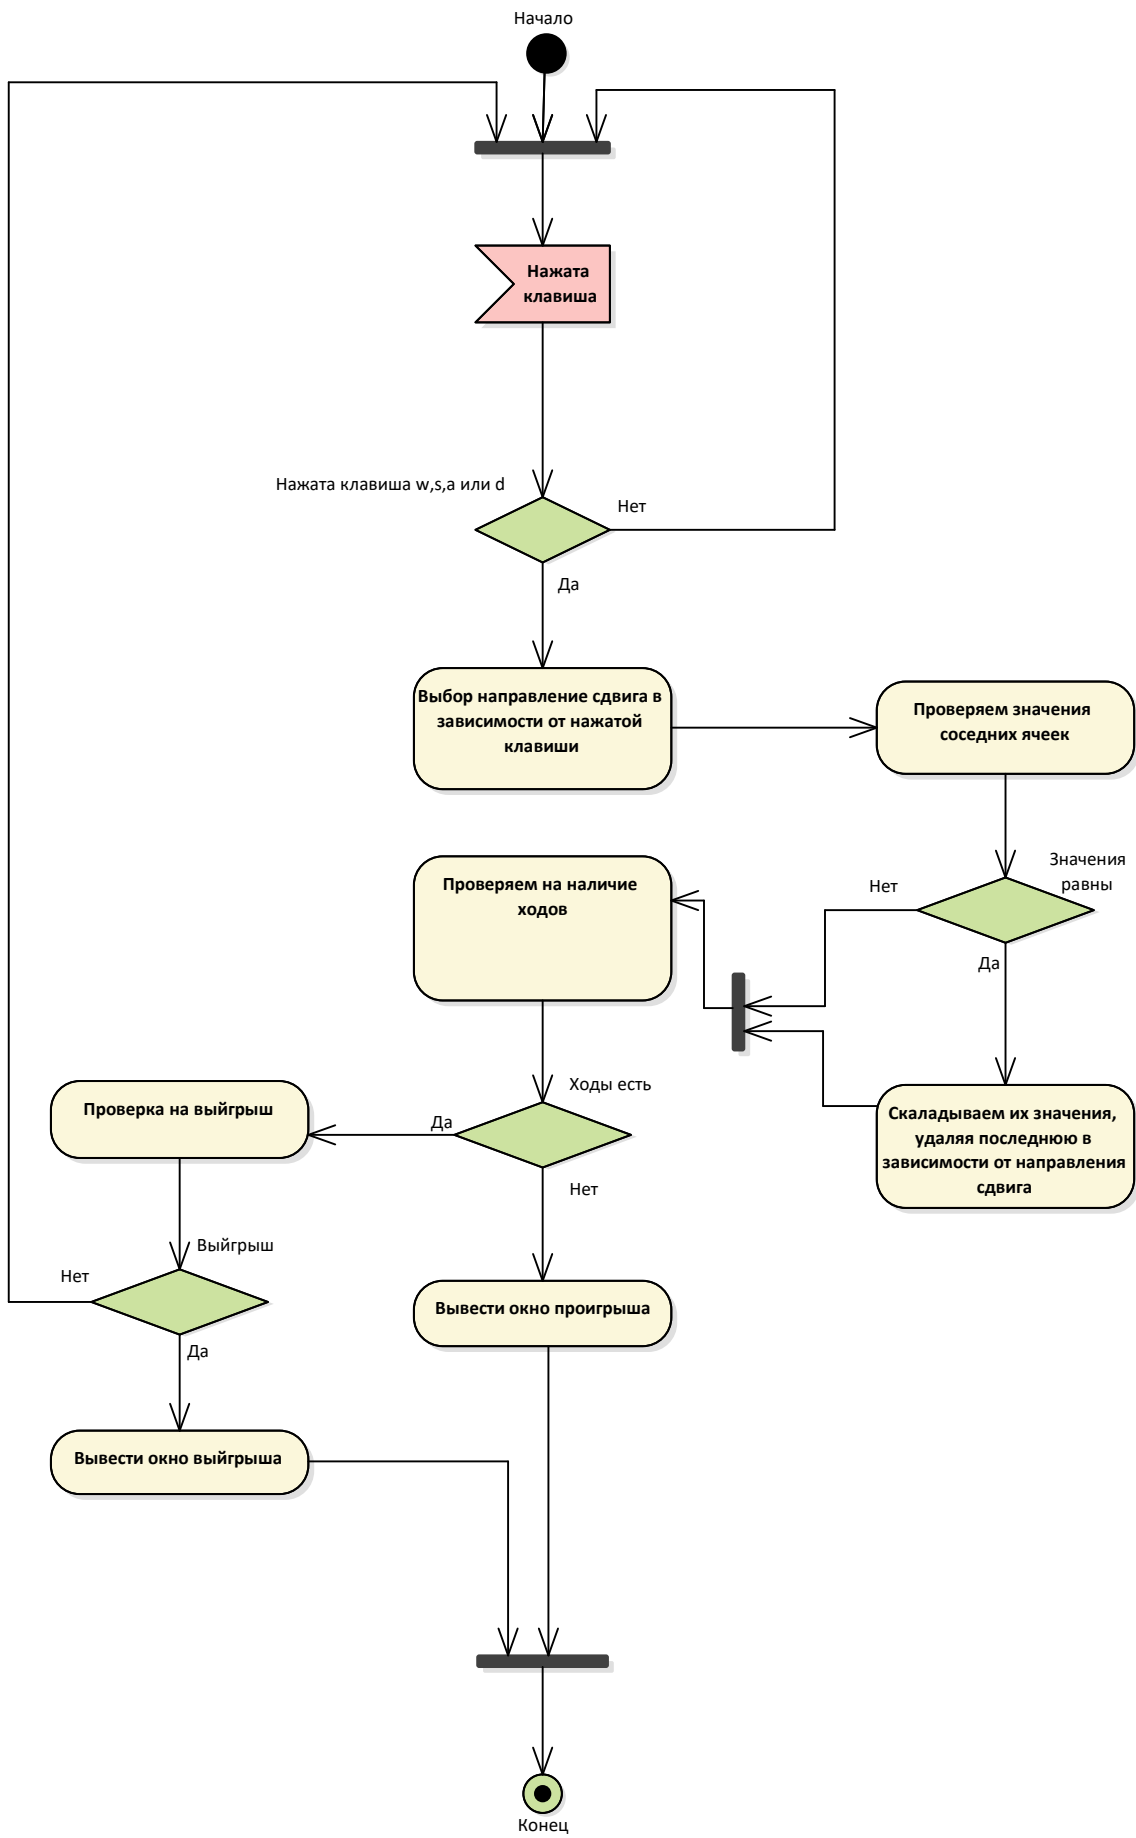 Начало
Нажата
клавиша
Нажата клавиша w,s,a или d
Нет
Да
Выбор направление сдвига в
зависимости от нажатой
клавиши
Проверяем значения
соседних ячеек
Значения
равны
Нет
Да
Проверяем на наличие
ходов
Скаладываем их значения,
удаляя последнюю в
зависимости от направления
сдвига
Ходы есть
Да
Нет
Проверка на выйгрыш
Выйгрыш
Нет
Да
Вывести окно проигрыша
Вывести окно выйгрыша
Конец